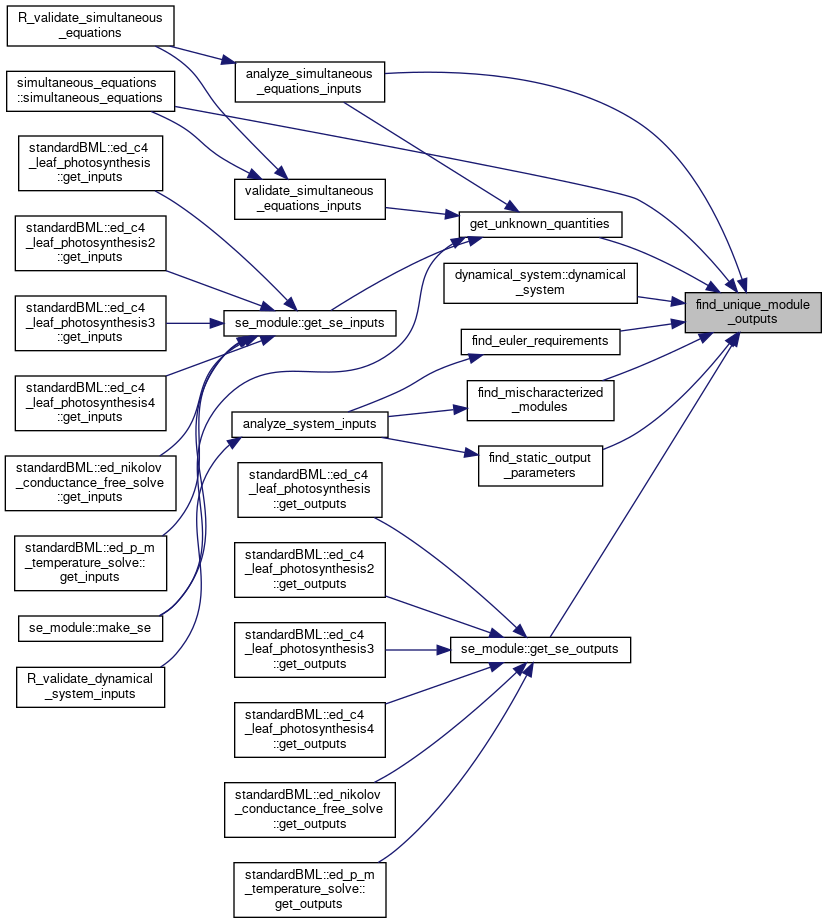 R_validate_simultaneous
_equations
simultaneous_equations
::simultaneous_equations
standardBML::ed_c4
_leaf_photosynthesis
::get_inputs
standardBML::ed_c4
_leaf_photosynthesis2
::get_inputs
standardBML::ed_c4
_leaf_photosynthesis3
::get_inputs
standardBML::ed_c4
_leaf_photosynthesis4
::get_inputs
standardBML::ed_nikolov
_conductance_free_solve
::get_inputs
standardBML::ed_p_m
_temperature_solve::
get_inputs
se_module::make_se
R_validate_dynamical
_system_inputs
analyze_simultaneous
_equations_inputs
validate_simultaneous
_equations_inputs
se_module::get_se_inputs
analyze_system_inputs
standardBML::ed_c4
_leaf_photosynthesis
::get_outputs
standardBML::ed_c4
_leaf_photosynthesis2
::get_outputs
standardBML::ed_c4
_leaf_photosynthesis3
::get_outputs
standardBML::ed_c4
_leaf_photosynthesis4
::get_outputs
standardBML::ed_nikolov
_conductance_free_solve
::get_outputs
standardBML::ed_p_m
_temperature_solve::
get_outputs
get_unknown_quantities
dynamical_system::dynamical
_system
find_euler_requirements
find_mischaracterized
_modules
find_static_output
_parameters
se_module::get_se_outputs
find_unique_module
_outputs